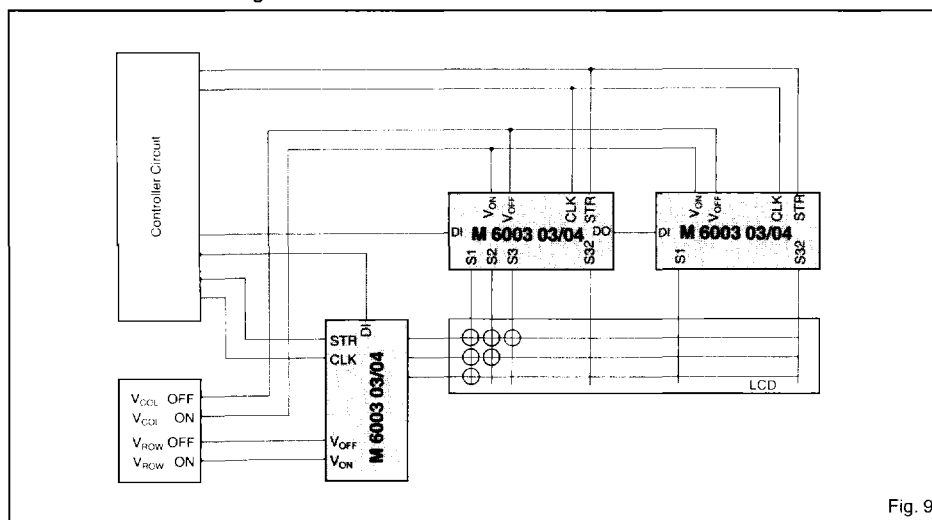 Controller Circuit
VON
VOFF
CLK
STR
DI
M 6003 03/04
DO
S1
S2
S3
S32
VON
VOFF
CLK
STR
DI
M 6003 03/04
S1
S32
DI
STR
CLK
M 6003 03/04
VOFF
VON
LCD
VCOL OFF
VCOL ON
VROW OFF
VROW ON
Fig. 9